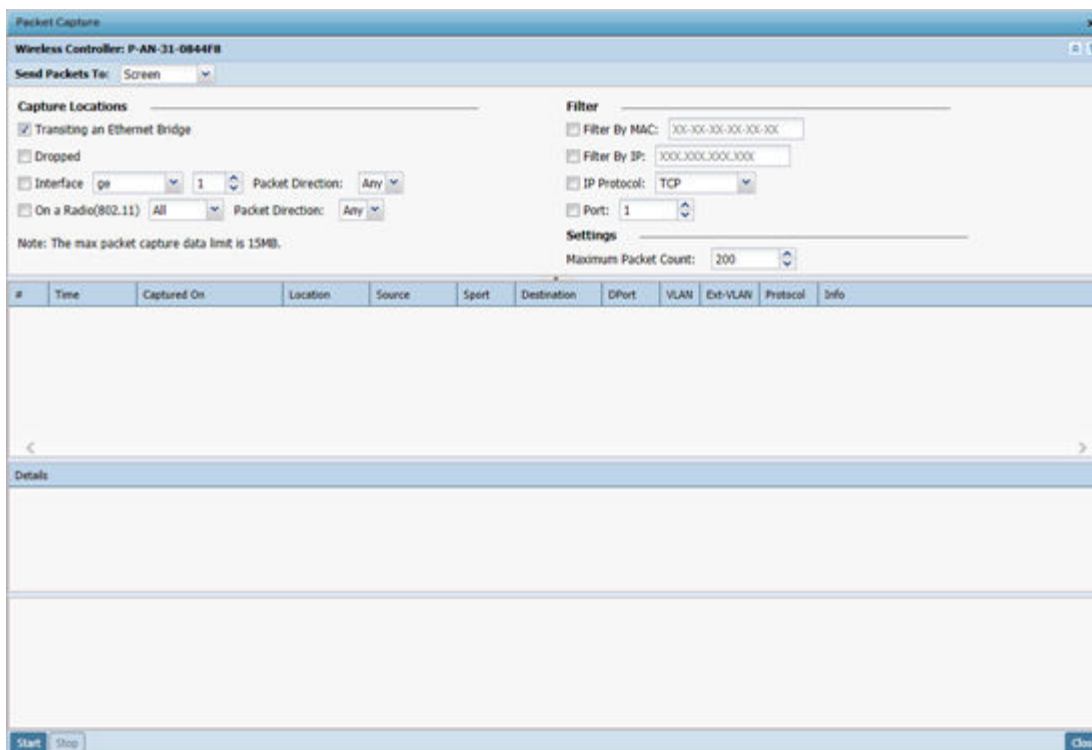 Packet Capture
Wireless Controller: P-AN-31-0844F8
Send Packets To: Screen
Capture Locations
Transiting an Ethernet Bridge
Dropped
Interface ge 1 Packet Direction: Any
On a Radio(802.11) All Packet Direction: Any
Note: The max packet capture data limit is 15MB.
Filter
Filter By MAC: XX-XX-XX-XX-XX-XX
Filter By IP: XXX.XXX.XXX.XXX
IP Protocol: TCP
Port: 1
Settings
Maximum Packet Count: 200
# Time Captured On Location Source Sport Destination DPort VLAN Ext-VLAN Protocol Info
Details
Start Stop Clos